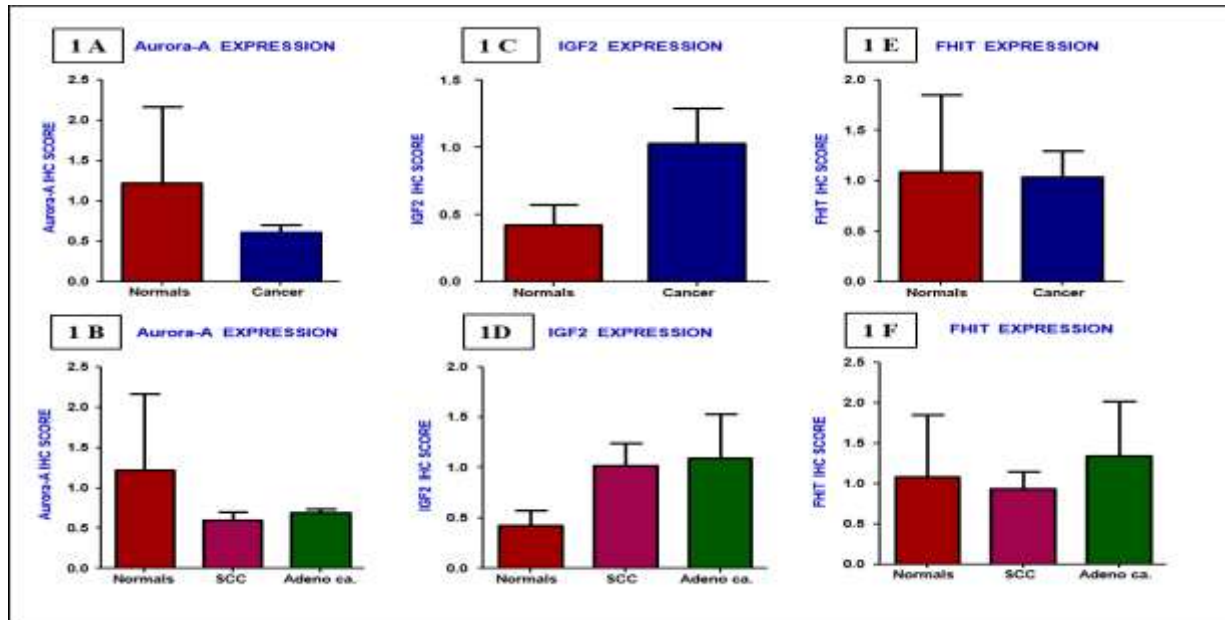 1 A Aurora-A EXPRESSION
2.5
2.0
1.5
1.0
0.5
0.0
Aurora-A IHC SCORE
Normals Cancer
1 C IGF2 EXPRESSION
1.5
1.0
0.5
0.0
IGF2 IHC SCORE
Normals Cancer
1 E FHIT EXPRESSION
2.0
1.5
1.0
0.5
0.0
FHIT IHC SCORE
Normals Cancer
1 B Aurora-A EXPRESSION
2.5
2.0
1.5
1.0
0.5
0.0
Aurora-A IHC SCORE
Normals SCC Adeno ca.
1D IGF2 EXPRESSION
2.0
1.5
1.0
0.5
0.0
IGF2 IHC SCORE
Normals SCC Adeno ca.
1 F FHIT EXPRESSION
2.5
2.0
1.5
1.0
0.5
0.0
FHIT IHC SCORE
Normals SCC Adeno ca.